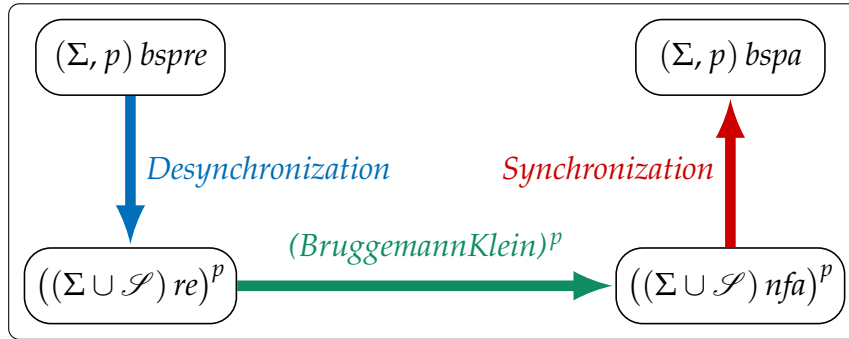 (Σ, p) bspre
(Σ, p) bspa
Desynchronization
Synchronization
(BruggemannKlein)^p
((Σ ∪ 𝒮) re)^p
((Σ ∪ 𝒮) nfa)^p